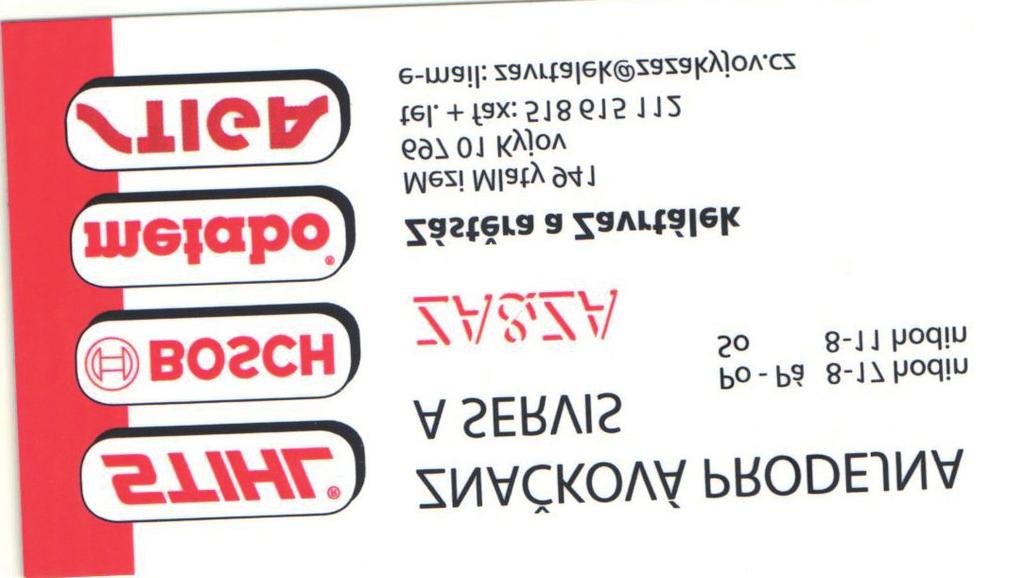 STIHL®
BOSCH
metabo®
STIGA
ZNAČKOVÁ PRODEJNA
A SERVIS
Po - Pá 8-17 hodin
So 8-11 hodin
ZA&ZA
Zástěra a Zavrtálek
Mezi Mlaty 941
697 01 Kyjov
tel. + fax: 518 615 112
e-mail: zavrtalek@zazakyjov.cz